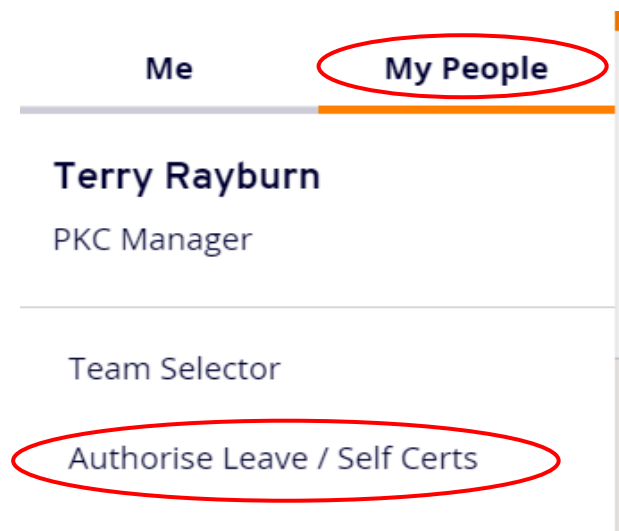 Me My People
Terry Rayburn
PKC Manager
Team Selector
Authorise Leave / Self Certs